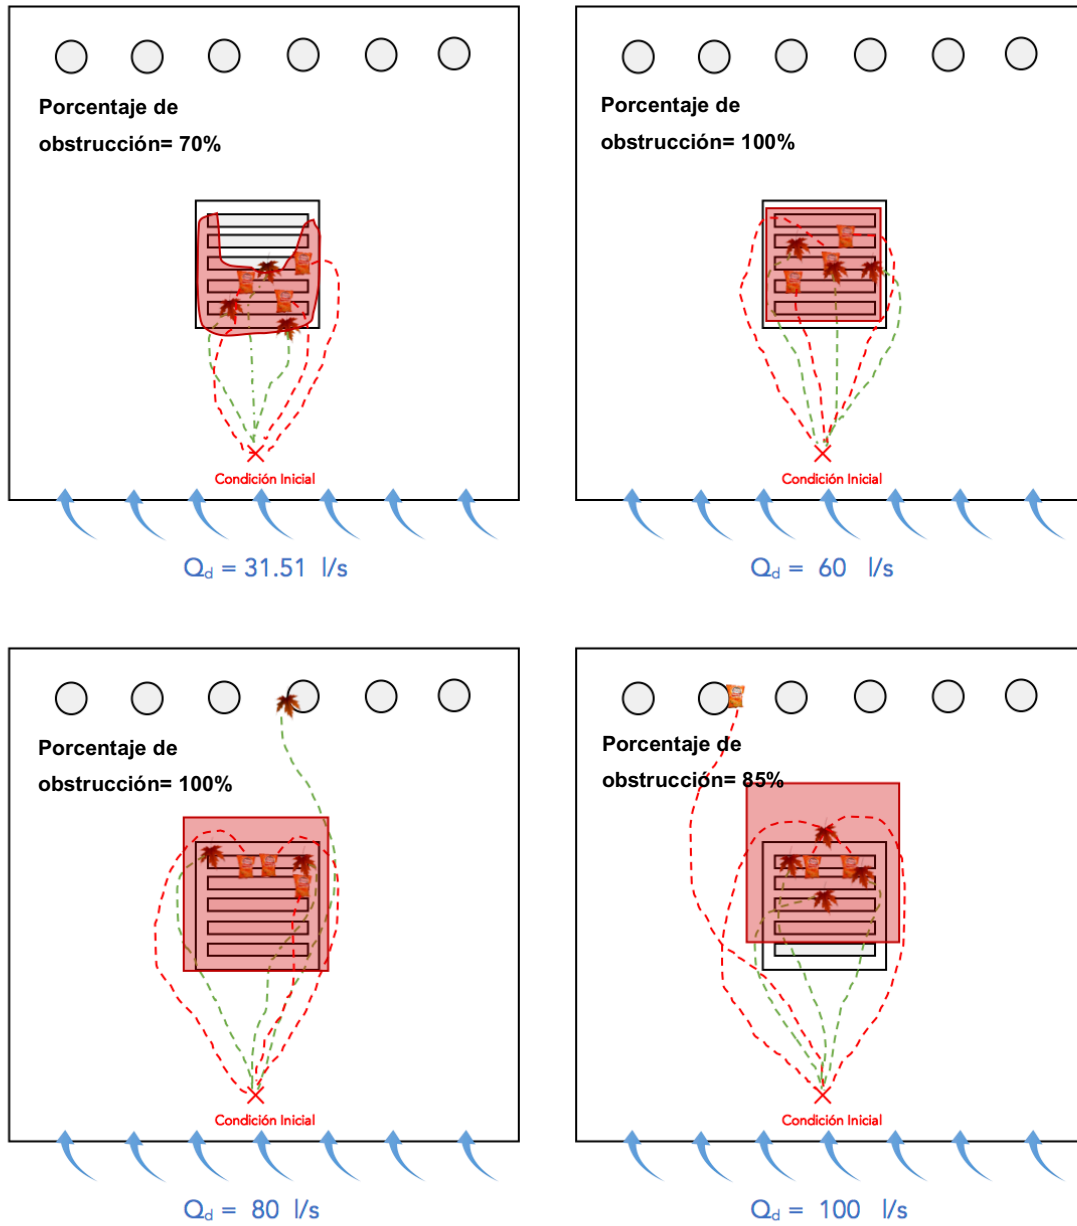 Porcentaje de
obstrucción= 70%
Condición Inicial
Qd = 31.51 l/s
Porcentaje de
obstrucción= 100%
Condición Inicial
Qd = 60 l/s
Porcentaje de
obstrucción= 100%
Condición Inicial
Qd = 80 l/s
Porcentaje de
obstrucción= 85%
Condición Inicial
Qd = 100 l/s